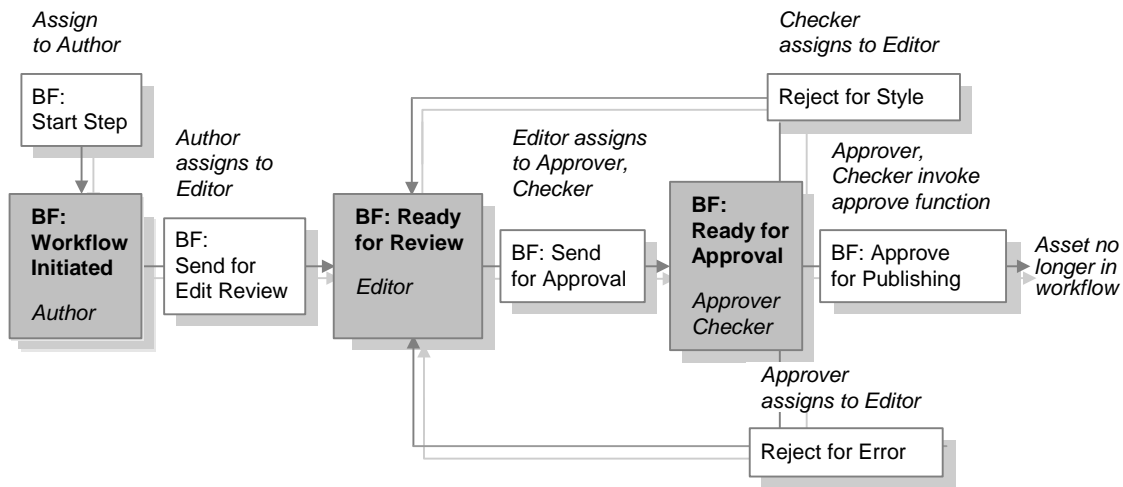 Assign
to Author
BF:
Start Step
Author
assigns to
Editor
BF:
Workflow
Initiated
Author
BF:
Send for
Edit Review
BF: Ready
for Review
Editor
Editor assigns
to Approver,
Checker
BF: Send
for Approval
Checker
assigns to Editor
Reject for Style
BF:
Ready for
Approval
Approver
Checker
Approver,
Checker invoke
approve function
BF: Approve
for Publishing
Asset no
longer in
workflow
Approver
assigns to Editor
Reject for Error